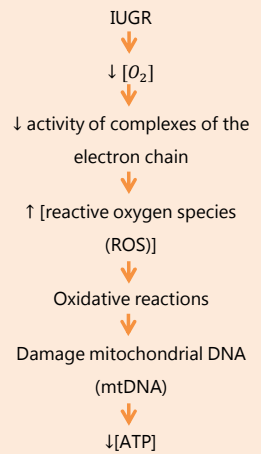 IUGR
↓ [O₂]
↓ activity of complexes of the
electron chain
↑ [reactive oxygen species
(ROS)]
Oxidative reactions
Damage mitochondrial DNA
(mtDNA)
↓[ATP]